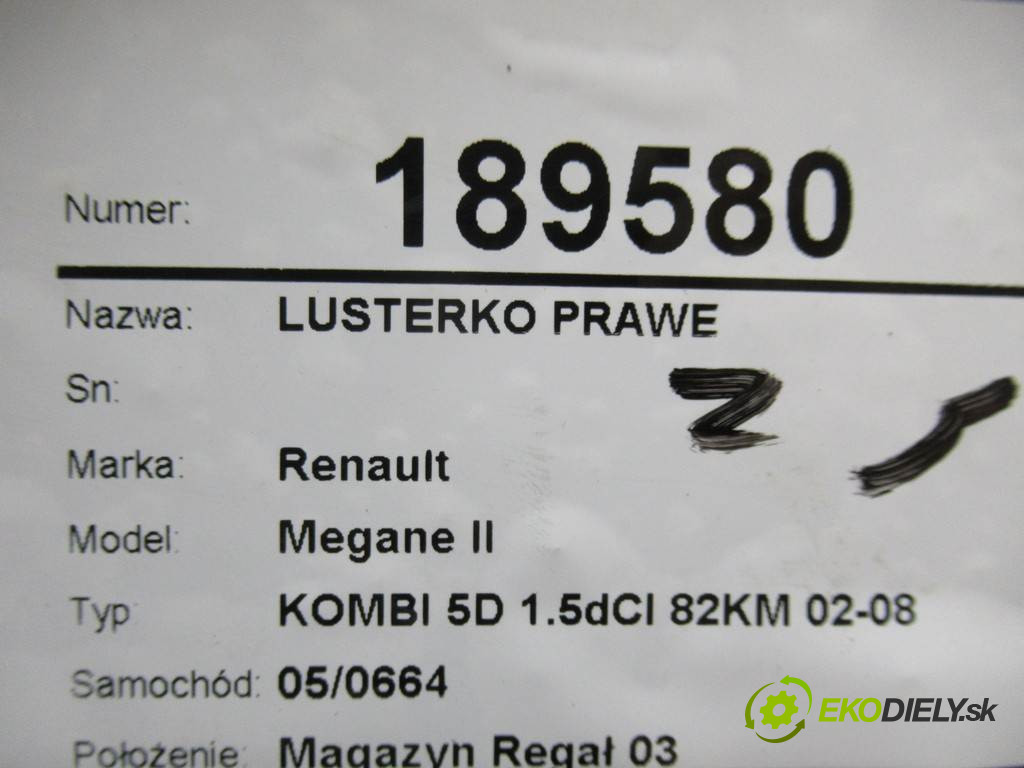 Numer: 189580
Nazwa: LUSTERKO PRAWE
Sn:
Marka: Renault
Model: Megane II
Typ KOMBI 5D 1.5dCI 82KM 02-08
Samochód: 05/0664
Położenie: Magazyn Regał 03
EKODIELY.sk